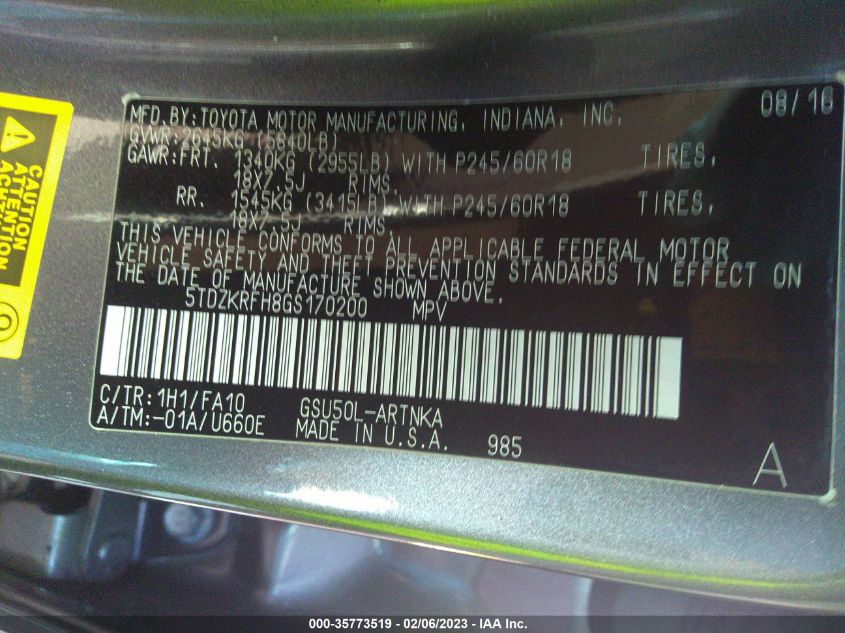 MFD.BY:TOYOTA MOTOR MANUFACTURING, INDIANA, INC. 08/16
GVWR:2645KG (5840LB)
GAWR:FRT. 1340KG (2955LB) WITH P245/60R18 TIRES,
18X7.5J RIMS.
RR. 1545KG (3415LB) WITH P245/60R18 TIRES,
18X7.5J RIMS.
THIS VEHICLE CONFORMS TO ALL APPLICABLE FEDERAL MOTOR
VEHICLE SAFETY AND THEFT PREVENTION STANDARDS IN EFFECT ON
THE DATE OF MANUFACTURE SHOWN ABOVE.
5TDZKRFH8GS170200 MPV
C/TR:1H1/FA10 GSU50L-ARTNKA
A/TM:-01A/U660E MADE IN U.S.A. 985
A
CAUTION
ATTENTION
000-35773519 - 02/06/2023 - © IAA Inc.